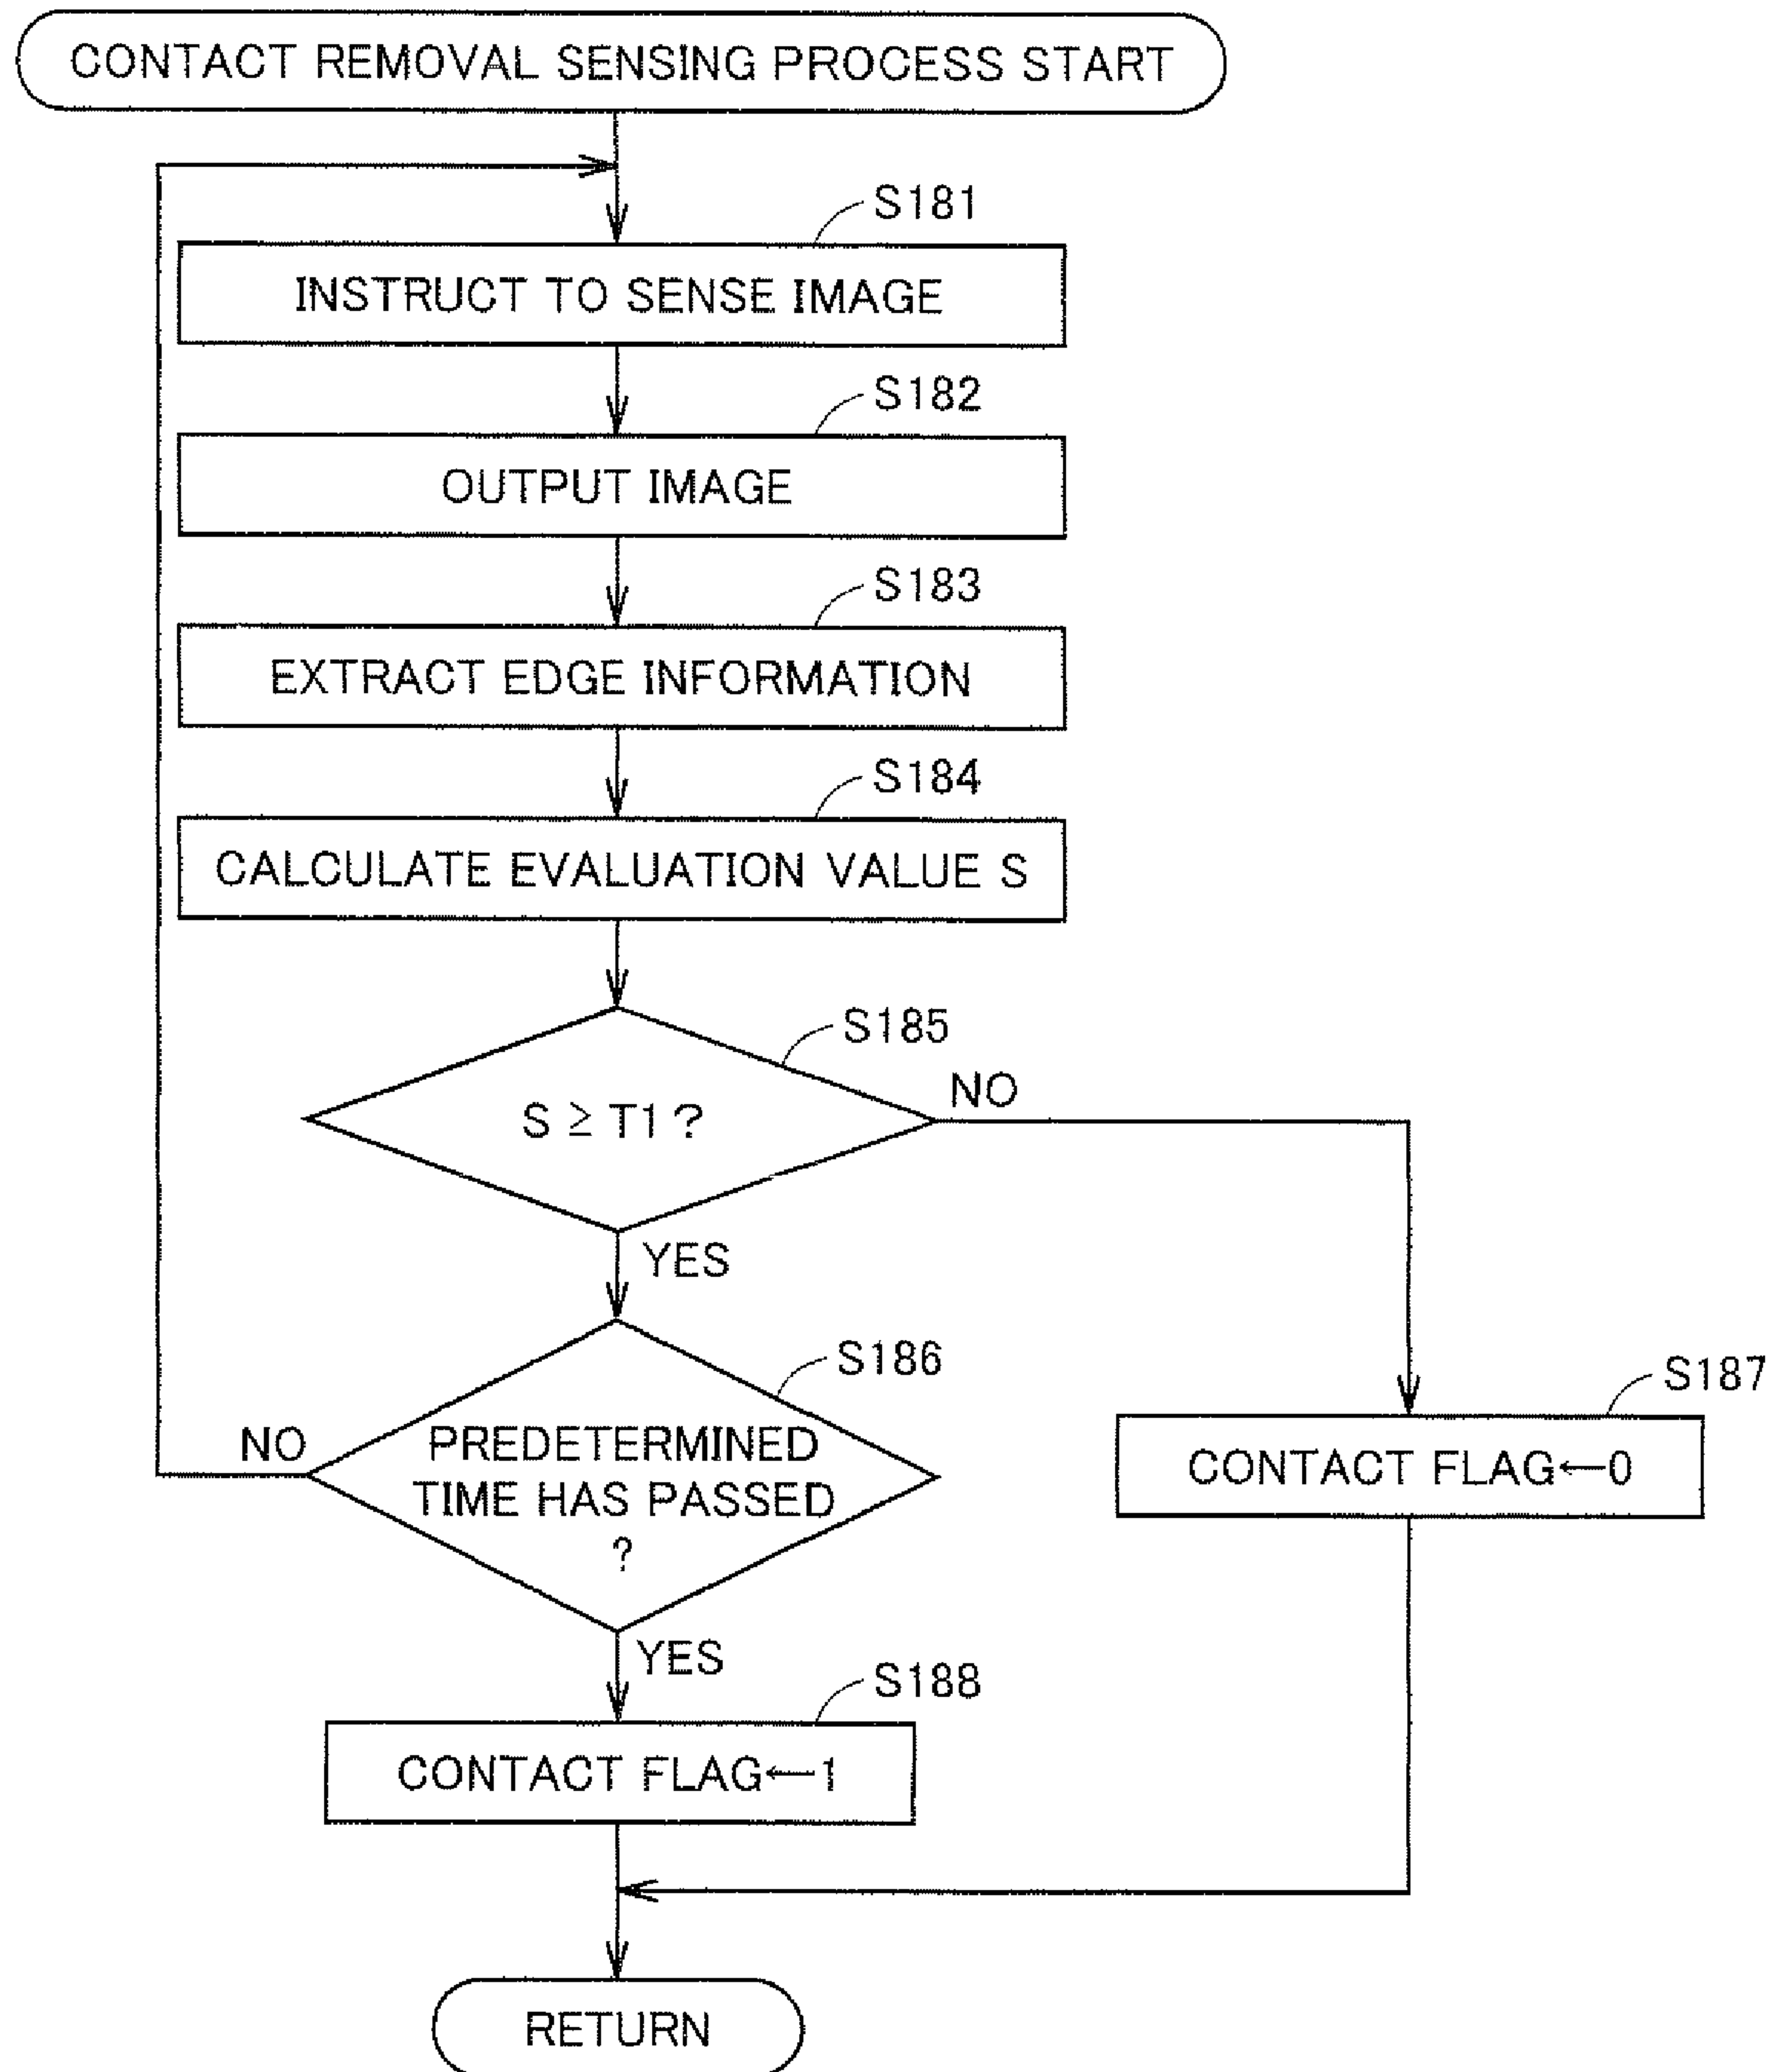 CONTACT REMOVAL SENSING PROCESS START
S181
INSTRUCT TO SENSE IMAGE
S182
OUTPUT IMAGE
S183
EXTRACT EDGE INFORMATION
S184
CALCULATE EVALUATION VALUE S
S185
S ≥ T1 ?
NO
YES
S186
PREDETERMINED
TIME HAS PASSED
?
NO
YES
S187
CONTACT FLAG←0
S188
CONTACT FLAG←1
RETURN